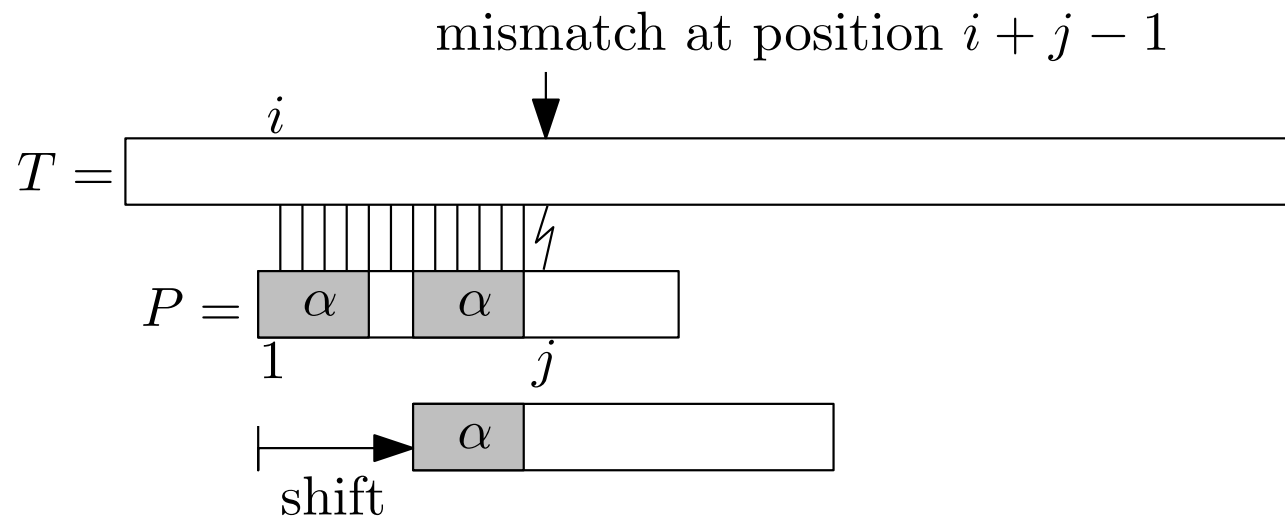 mismatch at position i + j − 1
i
T =
P = α α
1 j
α
shift